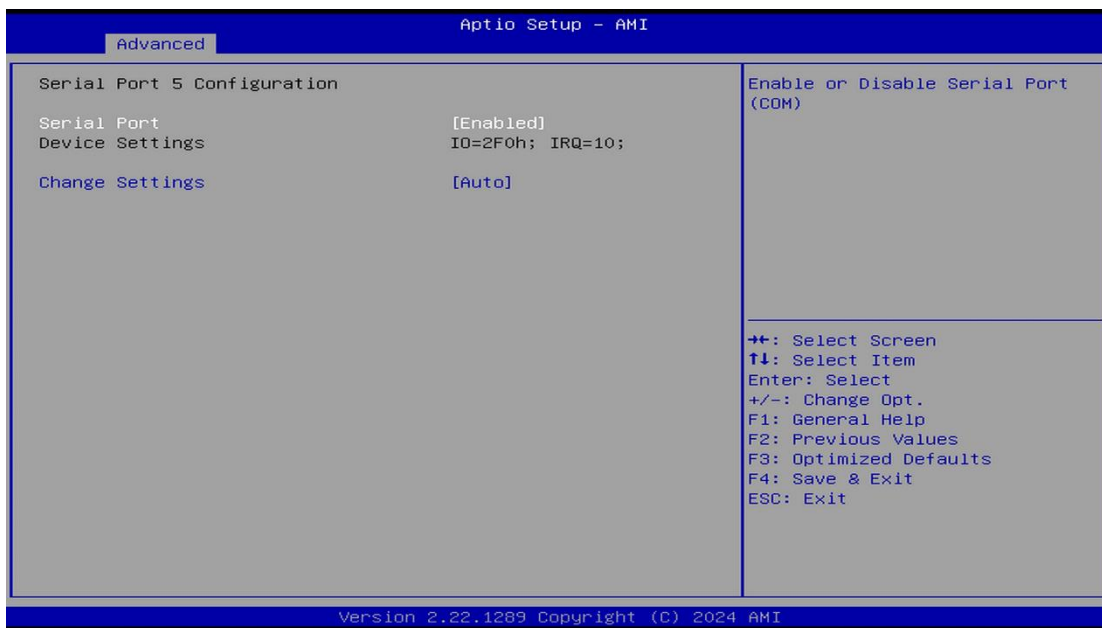 Aptio Setup - AMI
Advanced
Serial Port 5 Configuration
Serial Port [Enabled]
Device Settings IO=2F0h; IRQ=10;
Change Settings [Auto]
Enable or Disable Serial Port
(COM)
→←: Select Screen
↑↓: Select Item
Enter: Select
+/-: Change Opt.
F1: General Help
F2: Previous Values
F3: Optimized Defaults
F4: Save & Exit
ESC: Exit
Version 2.22.1289 Copyright (C) 2024 AMI